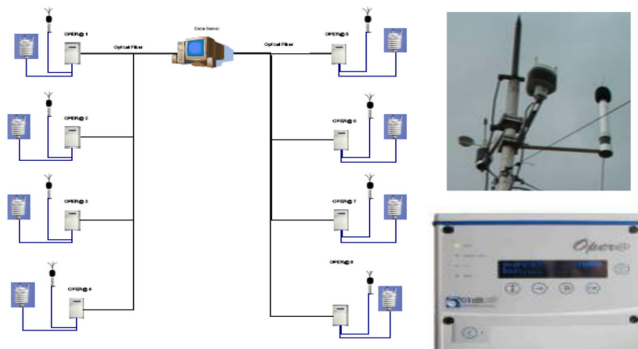 Data Server
OPER@ 1
Optical Fiber
Optical Fiber
OPER@ 5
OPER@ 2
OPER@ 6
OPER@ 3
OPER@ 7
OPER@ 4
OPER@ 8
Oper@
01dB